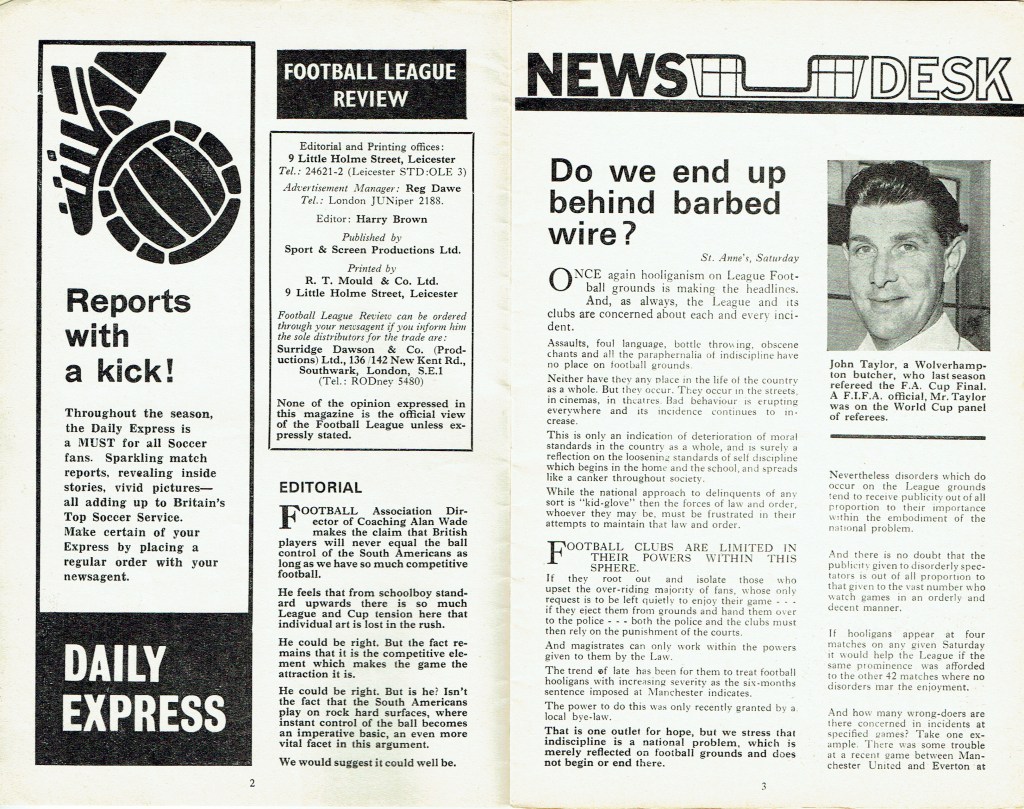 Reports
with
a kick!
Throughout the season,
the Daily Express is
a MUST for all Soccer
fans. Sparkling match
reports, revealing inside
stories, vivid pictures—
all adding up to Britain's
Top Soccer Service.
Make certain of your
Express by placing a
regular order with your
newsagent.
DAILY
EXPRESS
FOOTBALL LEAGUE
REVIEW
Editorial and Printing offices:
9 Little Holme Street, Leicester
Tel.: 24621-2 (Leicester STD:OLE 3)
Advertisement Manager: Reg Dawe
Tel.: London JUNiper 2188.
Editor: Harry Brown
Published by
Sport & Screen Productions Ltd.
Printed by
R. T. Mould & Co. Ltd.
9 Little Holme Street, Leicester
Football League Review can be ordered
through your newsagent if you inform him
the sole distributors for the trade are:
Surridge Dawson & Co. (Prod-
uctions) Ltd., 136/142 New Kent Rd.,
Southwark, London, S.E.1
(Tel.: RODney 5480)
None of the opinion expressed in
this magazine is the official view
of the Football League unless ex-
pressly stated.
EDITORIAL
FOOTBALL Association Dir-
ector of Coaching Alan Wade
makes the claim that British
players will never equal the ball
control of the South Americans as
long as we have so much competitive
football.
He feels that from schoolboy stand-
ard upwards there is so much
League and Cup tension here that
individual art is lost in the rush.
He could be right. But the fact re-
mains that it is the competitive ele-
ment which makes the game the
attraction it is.
He could be right. But is he? Isn't
the fact that the South Americans
play on rock hard surfaces, where
instant control of the ball becomes
an imperative basic, an even more
vital facet in this argument.
We would suggest it could well be.
2
NEWS DESK
Do we end up
behind barbed
wire?
St. Anne's, Saturday
ONCE again hooliganism on League Foot-
ball grounds is making the headlines.
And, as always, the League and its
clubs are concerned about each and every inci-
dent.
Assaults, foul language, bottle throwing, obscene
chants and all the paraphernalia of indiscipline have
no place on football grounds.
Neither have they any place in the life of the country
as a whole. But they occur. They occur in the streets,
in cinemas, in theatres. Bad behaviour is erupting
everywhere and its incidence continues to in-
crease.
This is only an indication of deterioration of moral
standards in the country as a whole, and is surely a
reflection on the loosening standards of self discipline
which begins in the home and the school, and spreads
like a canker throughout society.
While the national approach to delinquents of any
sort is "kid-glove" then the forces of law and order,
whoever they may be, must be frustrated in their
attempts to maintain that law and order.
FOOTBALL CLUBS ARE LIMITED IN
THEIR POWERS WITHIN THIS
SPHERE.
If they root out and isolate those who
upset the over-riding majority of fans, whose only
request is to be left quietly to enjoy their game - - -
if they eject them from grounds and hand them over
to the police - - - both the police and the clubs must
then rely on the punishment of the courts.
And magistrates can only work within the powers
given to them by the Law.
The trend of late has been for them to treat football
hooligans with increasing severity as the six-months
sentence imposed at Manchester indicates.
The power to do this was only recently granted by a
local bye-law.
That is one outlet for hope, but we stress that
indiscipline is a national problem, which is
merely reflected on football grounds and does
not begin or end there.
John Taylor, a Wolverhamp-
ton butcher, who last season
refereed the F.A. Cup Final.
A F.I.F.A. official, Mr. Taylor
was on the World Cup panel
of referees.
Nevertheless disorders which do
occur on the League grounds
tend to receive publicity out of all
proportion to their importance
within the embodiment of the
national problem.
And there is no doubt that the
publicity given to disorderly spec-
tators is out of all proportion to
that given to the vast number who
watch games in an orderly and
decent manner.
If hooligans appear at four
matches on any given Saturday
it would help the League if the
same prominence was afforded
to the other 42 matches where no
disorders mar the enjoyment.
And how many wrong-doers are
there concerned in incidents at
specified games? Take one ex-
ample. There was some trouble
at a recent game between Man-
chester United and Everton at
3